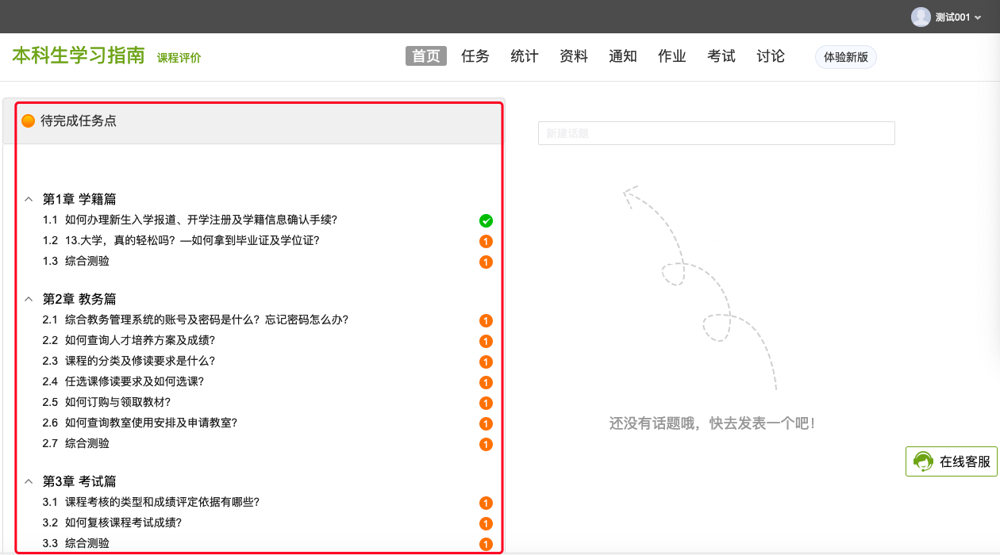 测试001
本科生学习指南 课程评价
首页 任务 统计 资料 通知 作业 考试 讨论 体验新版
待完成任务点
第1章 学籍篇
1.1 如何办理新生入学报道、开学注册及学籍信息确认手续？
1.2 13.大学，真的轻松吗？—如何拿到毕业证及学位证？
1
1.3 综合测验
1
第2章 教务篇
2.1 综合教务管理系统的账号及密码是什么？忘记密码怎么办？
1
2.2 如何查询人才培养方案及成绩？
1
2.3 课程的分类及修读要求是什么？
1
2.4 任选课修读要求及如何选课？
1
2.5 如何订购与领取教材？
1
2.6 如何查询教室使用安排及申请教室？
1
2.7 综合测验
1
第3章 考试篇
3.1 课程考核的类型和成绩评定依据有哪些？
1
3.2 如何复核课程考试成绩？
1
3.3 综合测验
1
新建话题
还没有话题哦，快去发表一个吧！
在线客服